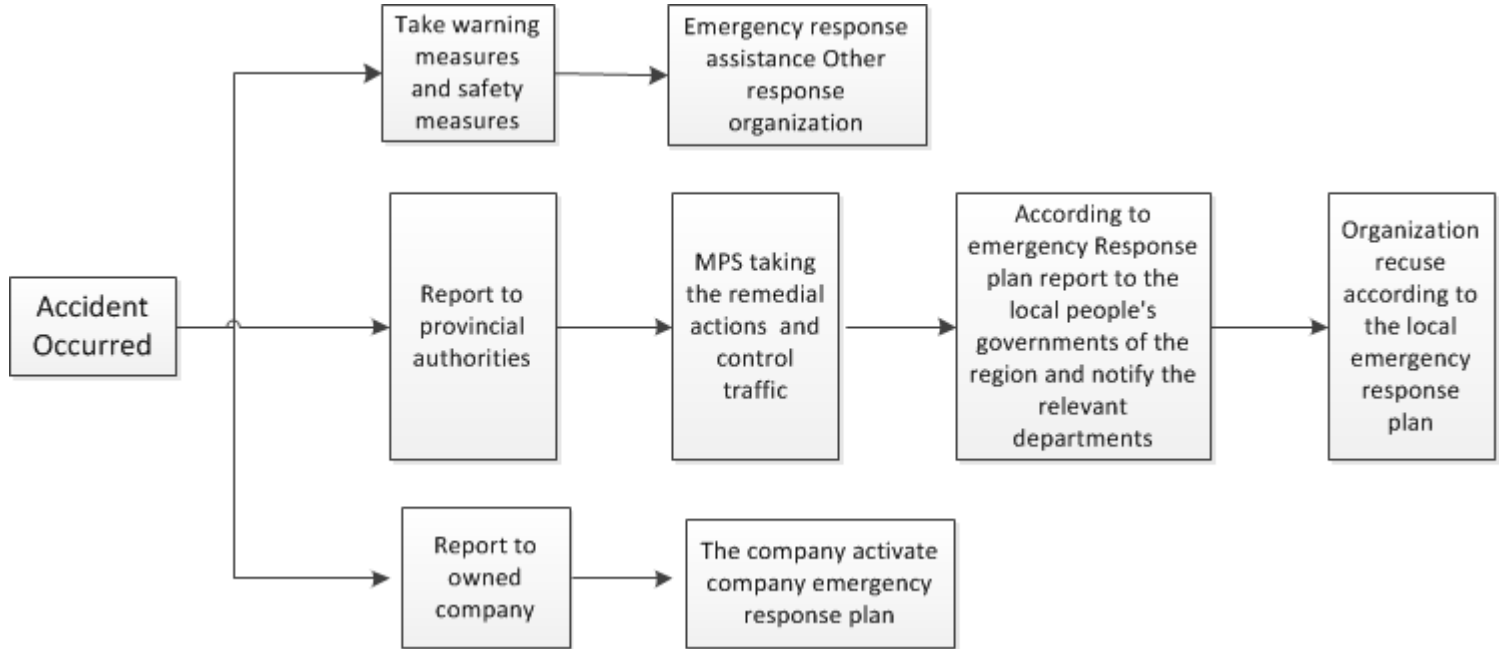 Take warning
measures
and safety
measures
Emergency response
assistance Other
response
organization
Accident
Occurred
Report to
provincial
authorities
MPS taking
the remedial
actions and
control
traffic
According to
emergency Response
plan report to the
local people's
governments of the
region and notify the
relevant
departments
Organization
recuse
according to
the local
emergency
response
plan
Report to
owned
company
The company activate
company emergency
response plan